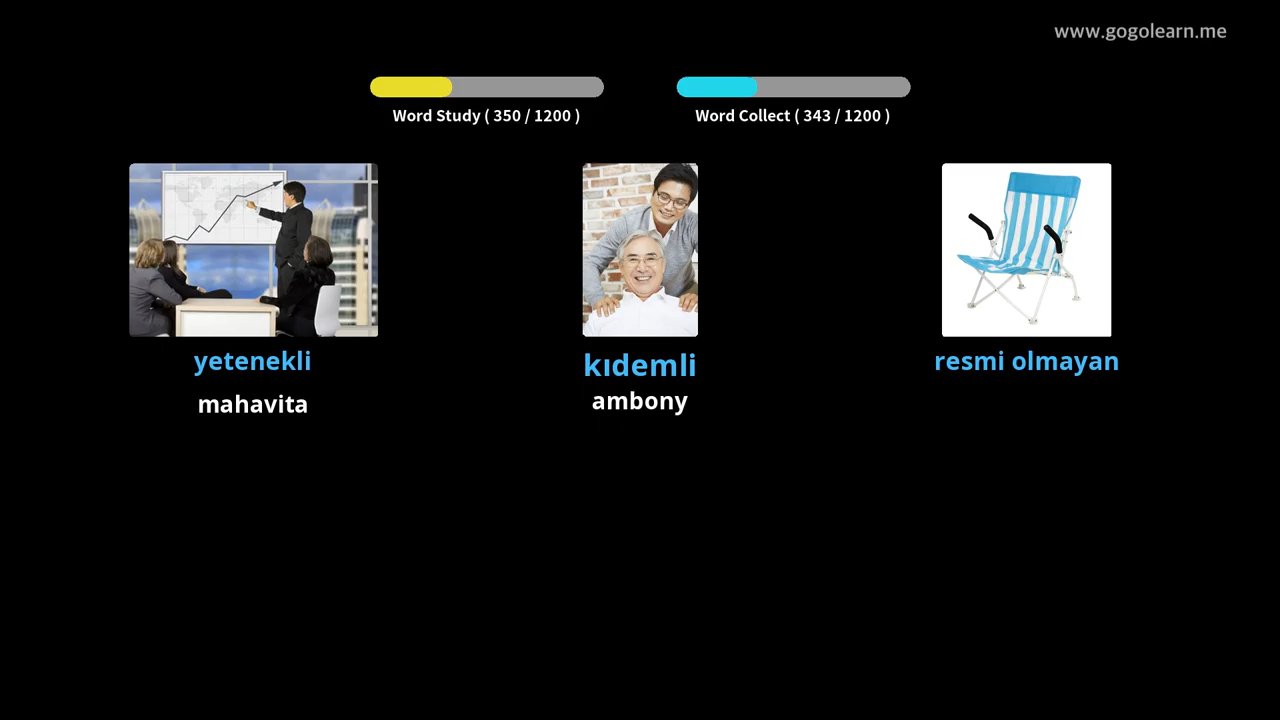 www.gogolearn.me
Word Study ( 350 / 1200 )
Word Collect ( 343 / 1200 )
yetenekli
kıdemli
resmi olmayan
mahavita
ambony